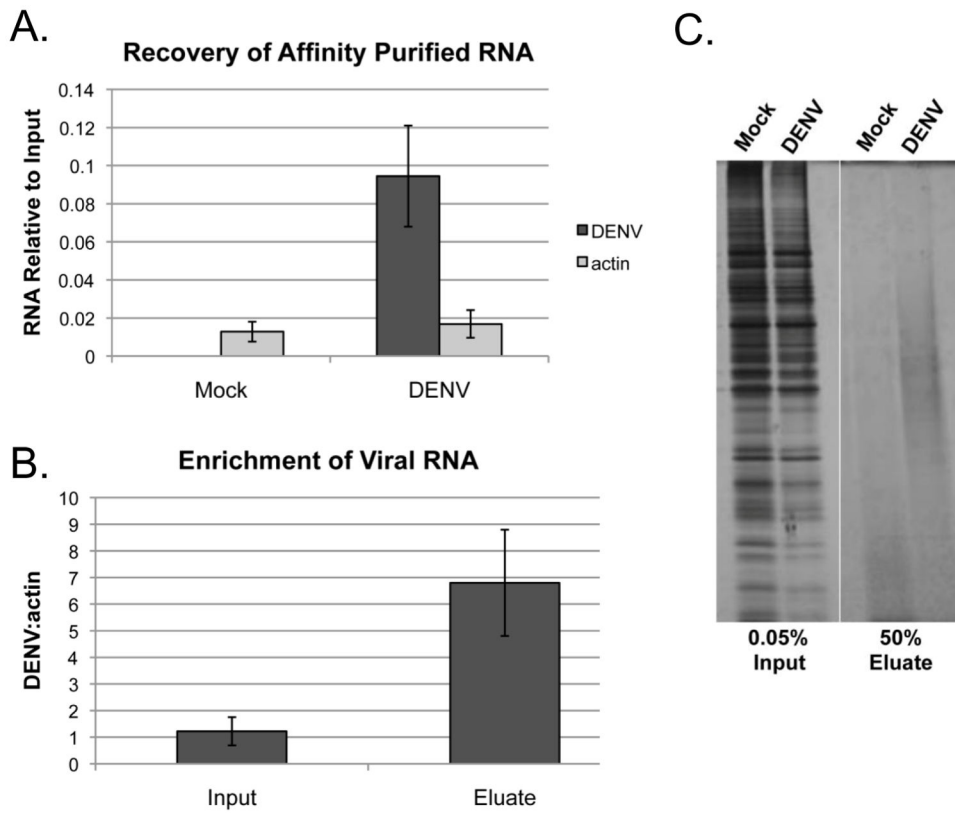 A.
Recovery of Affinity Purified RNA
RNA Relative to Input
0.14
0.12
0.1
0.08
0.06
0.04
0.02
0
Mock
DENV
DENV
actin
B.
Enrichment of Viral RNA
DENV:actin
10
9
8
7
6
5
4
3
2
1
0
Input
Eluate
C.
Mock
DENV
Mock
DENV
0.05%
Input
50%
Eluate